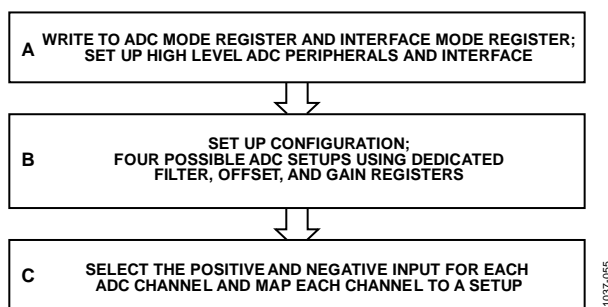 A WRITE TO ADC MODE REGISTER AND INTERFACE MODE REGISTER;
SET UP HIGH LEVEL ADC PERIPHERALS AND INTERFACE
B
SET UP CONFIGURATION;
FOUR POSSIBLE ADC SETUPS USING DEDICATED
FILTER, OFFSET, AND GAIN REGISTERS
C
SELECT THE POSITIVE AND NEGATIVE INPUT FOR EACH
ADC CHANNEL AND MAP EACH CHANNEL TO A SETUP